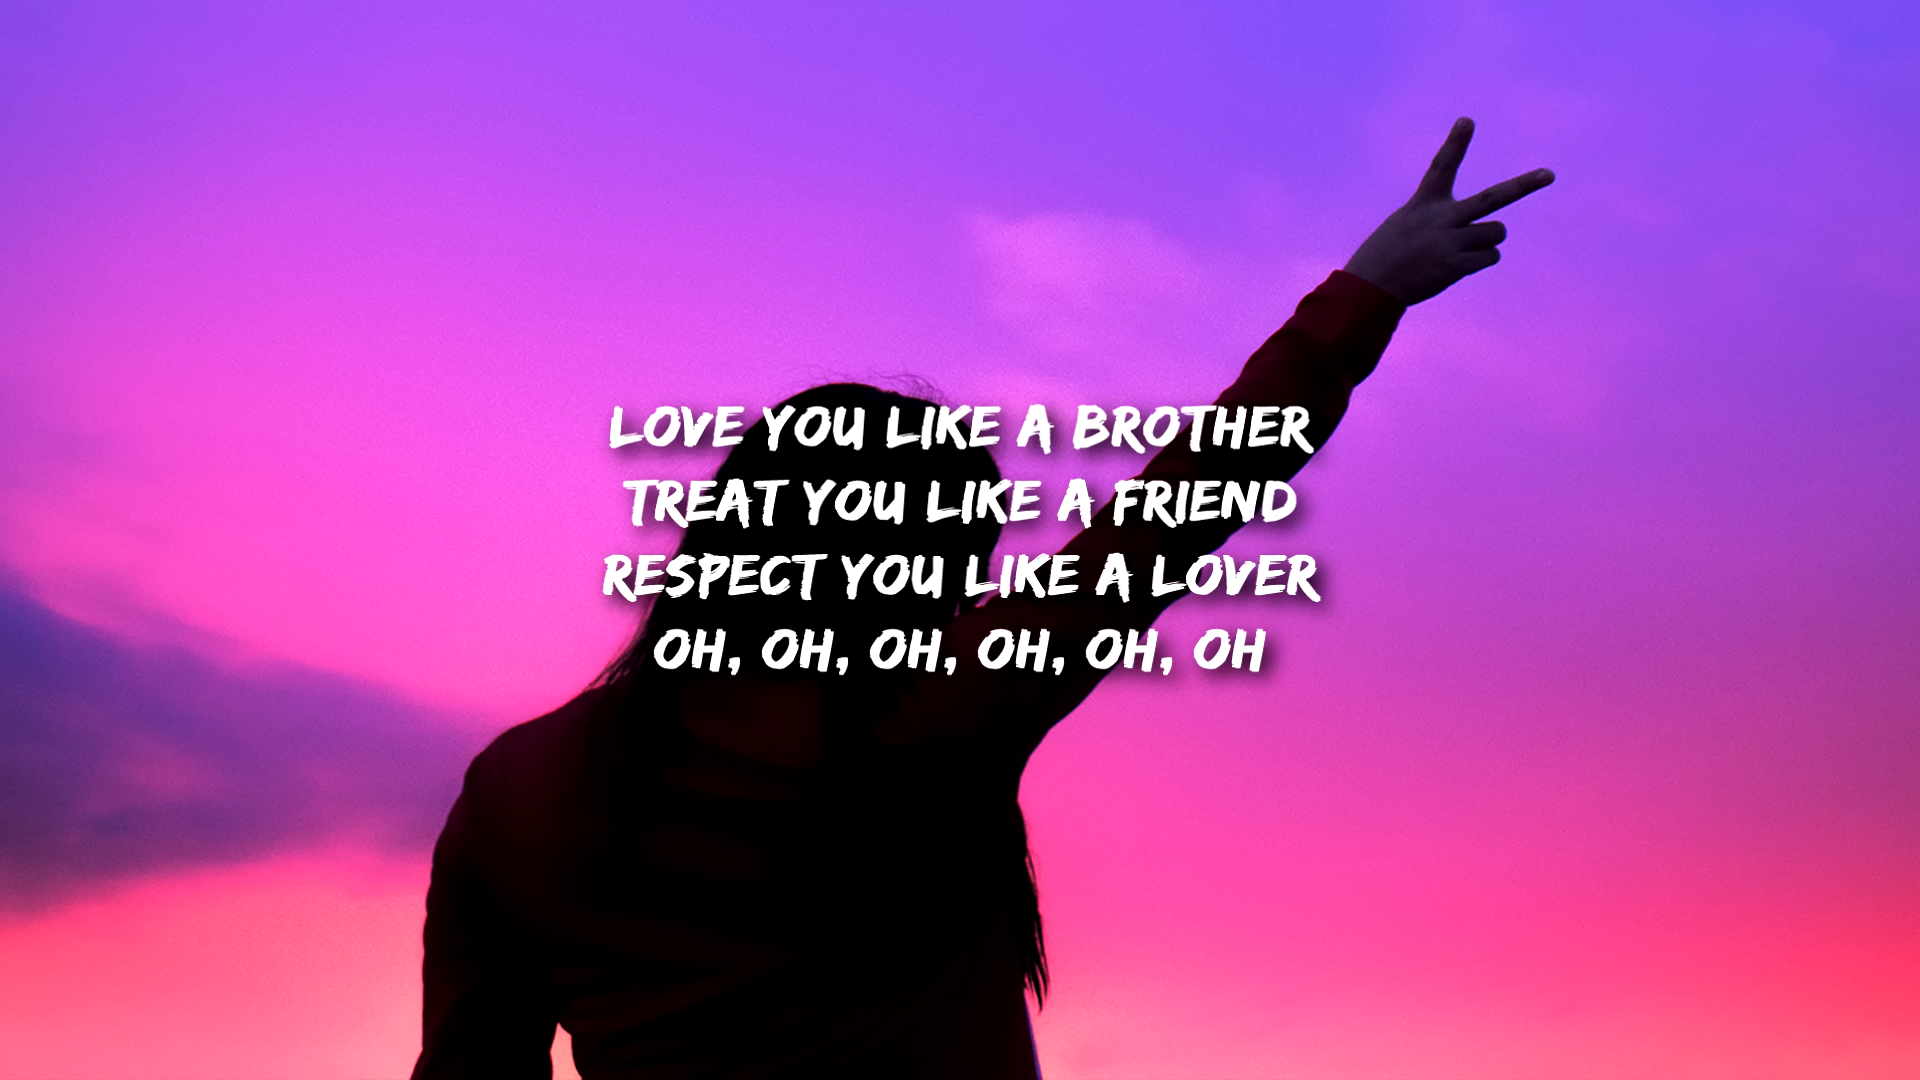 LOVE YOU LIKE A BROTHER
TREAT YOU LIKE A FRIEND
RESPECT YOU LIKE A LOVER
OH, OH, OH, OH, OH, OH